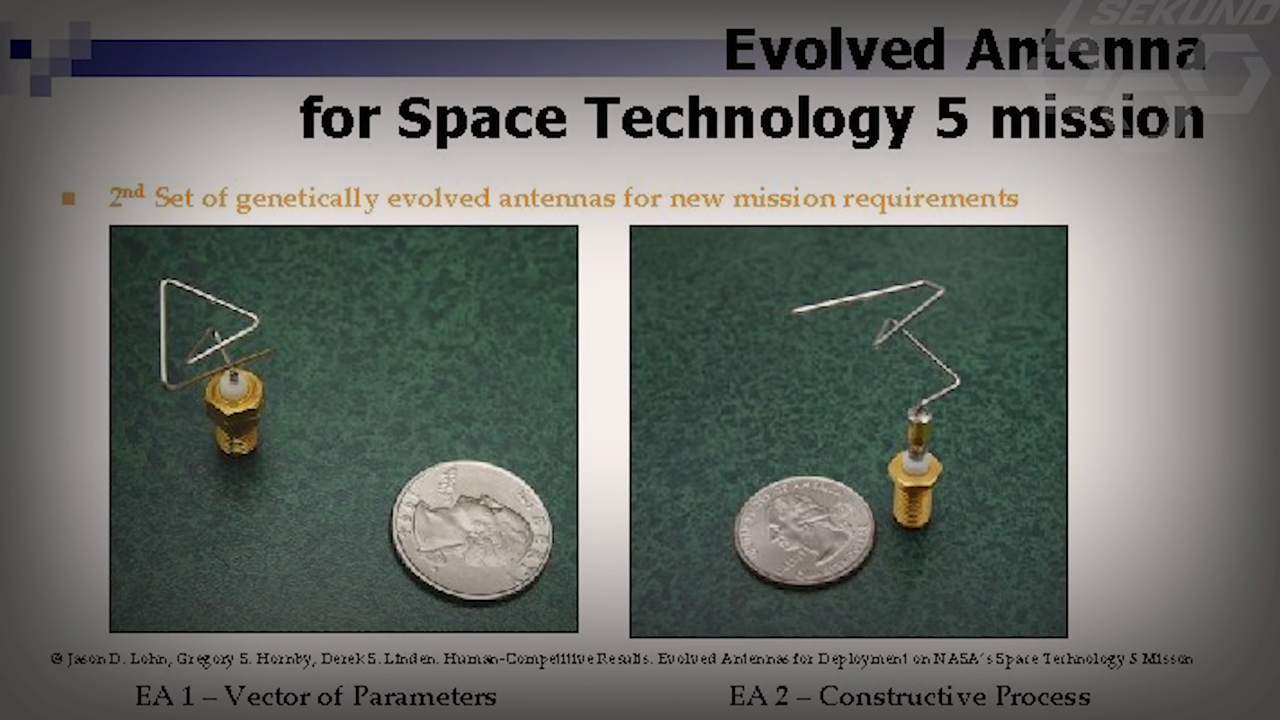 SEKUND
Evolved Antenna
for Space Technology 5 mission
2nd Set of genetically evolved antennas for new mission requirements
© Jason D. Lohn, Gregory S. Hornby, Derek S. Linden. Human-Competitive Results. Evolved Antennas for Deployment on NASA's Space Technology 5 Misson
EA 1 – Vector of Parameters
EA 2 – Constructive Process